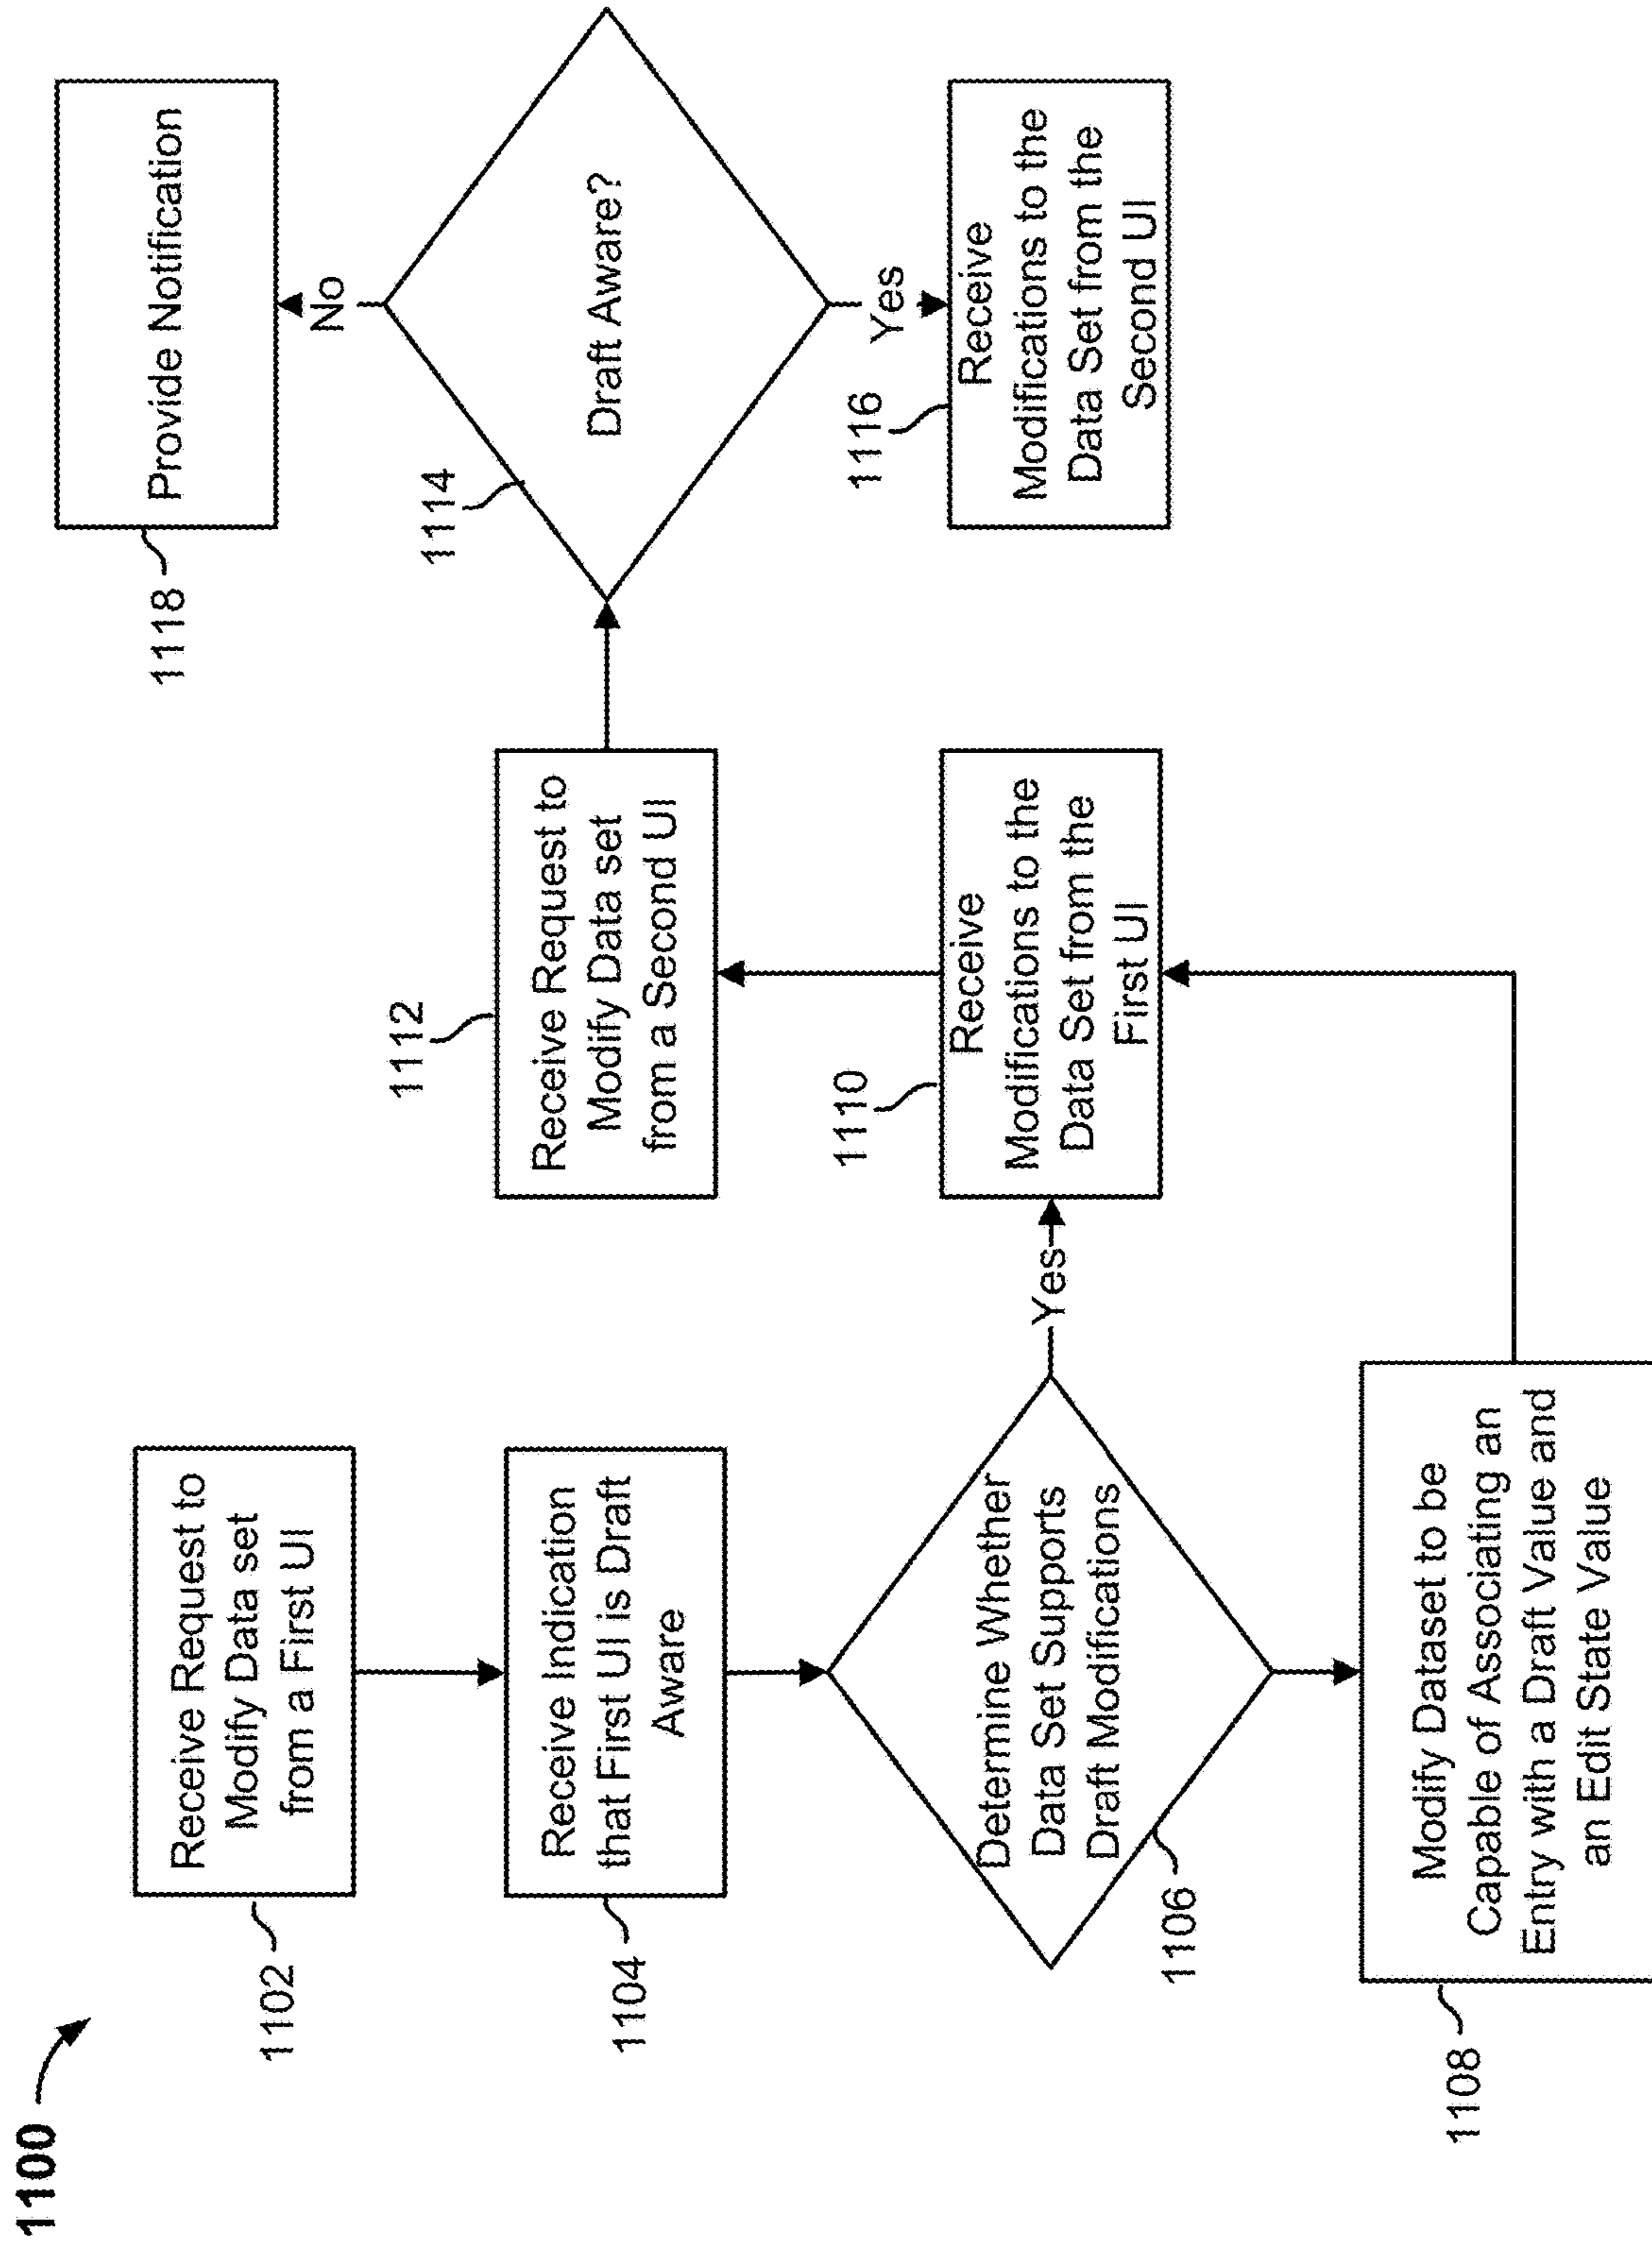 1100
1102
Receive Request to
Modify Data set
from a First UI
1104
Receive Indication
that First UI is Draft
Aware
Determine Whether
Data Set Supports
Draft Modifications
1106
Yes
1108
Modify Dataset to be
Capable of Associating an
Entry with a Draft Value and
an Edit State Value
1110
Receive
Modifications to the
Data Set from the
First UI
1112
Receive Request to
Modify Data set
from a Second UI
1114
Draft Aware?
No
Yes
1116
Receive
Modifications to the
Data Set from the
Second UI
1118
Provide Notification